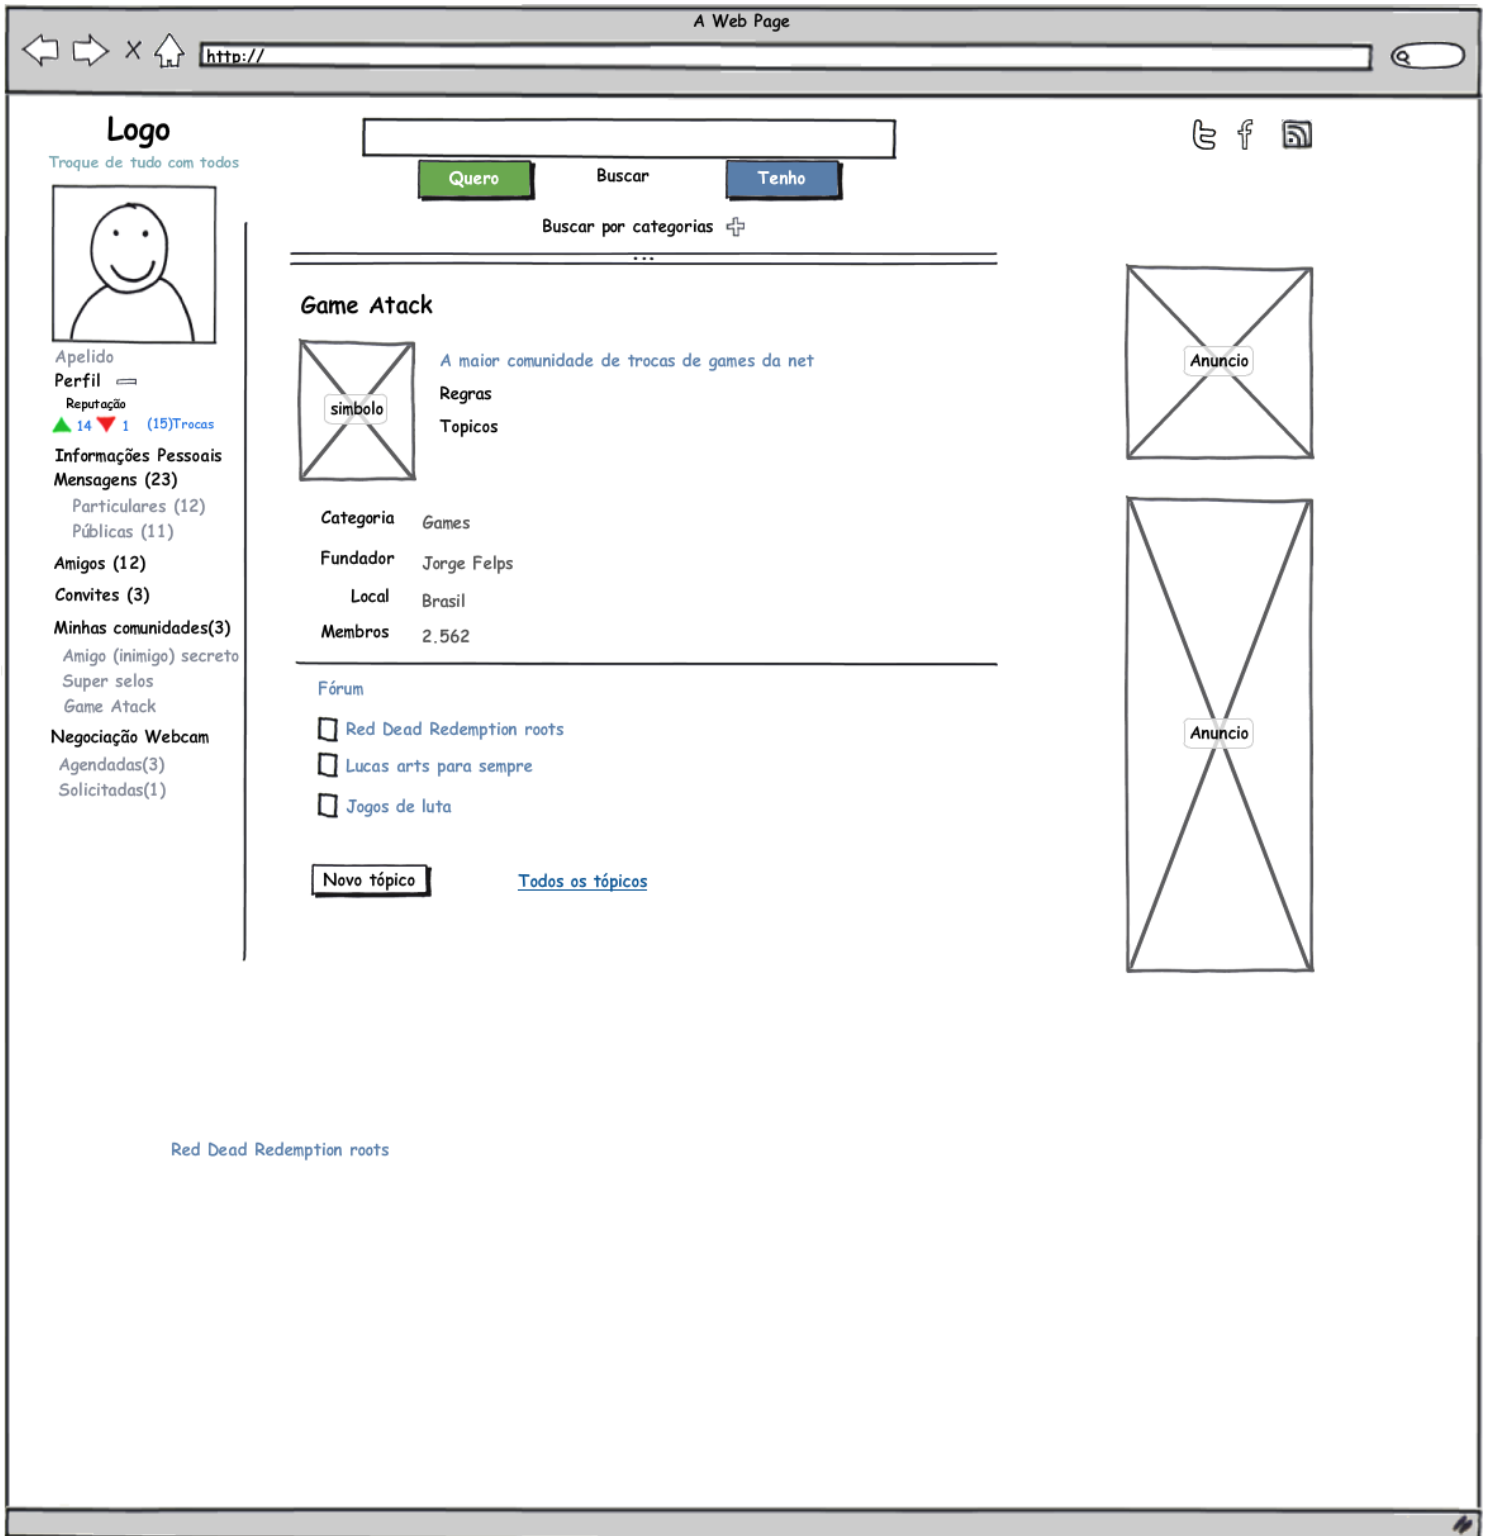 A Web Page
http://
Logo
Troque de tudo com todos
Quero
Buscar
Tenho
Buscar por categorias
Apelido
Perfil
Reputação
14 1 (15)Trocas
Informações Pessoais
Mensagens (23)
Particulares (12)
Públicas (11)
Amigos (12)
Convites (3)
Minhas comunidades(3)
Amigo (inimigo) secreto
Super selos
Game Atack
Negociação Webcam
Agendadas(3)
Solicitadas(1)
Game Atack
simbolo
A maior comunidade de trocas de games da net
Regras
Topicos
Categoria Games
Fundador Jorge Felps
Local Brasil
Membros 2.562
Fórum
Red Dead Redemption roots
Lucas arts para sempre
Jogos de luta
Novo tópico
Todos os tópicos
Anuncio
Anuncio
Red Dead Redemption roots